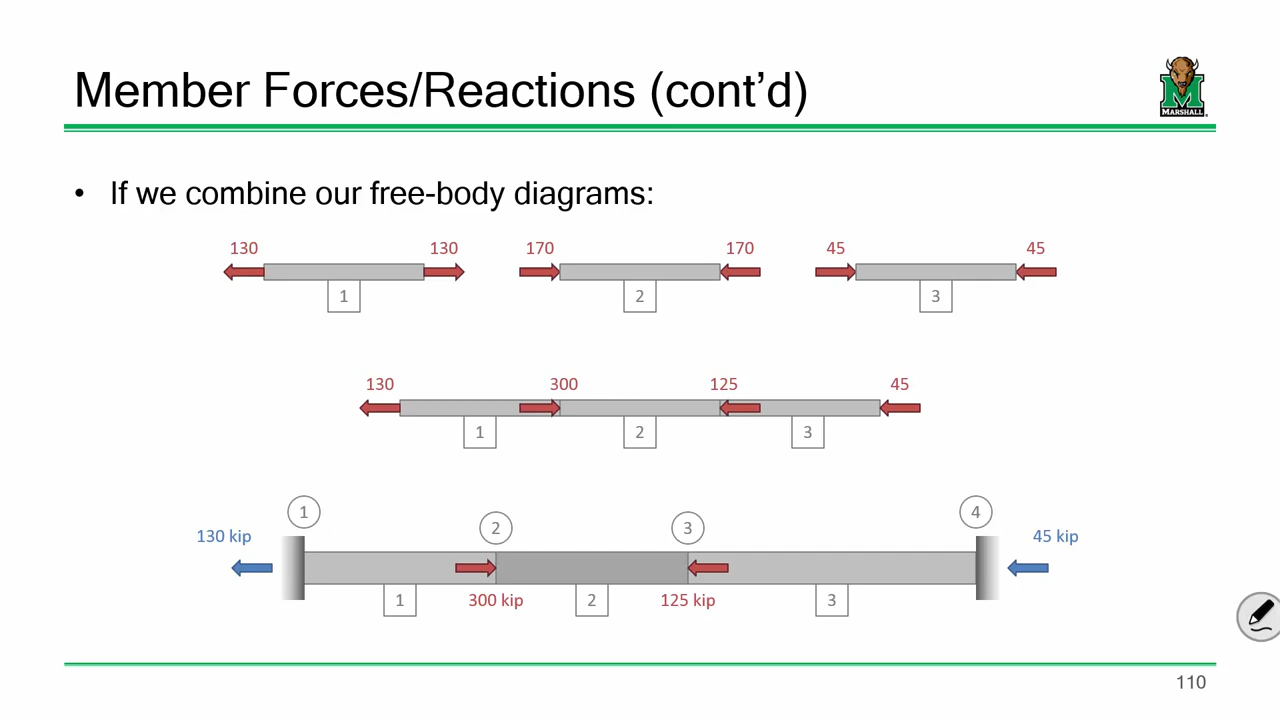 Member Forces/Reactions (cont’d)
MARSHALL
• If we combine our free-body diagrams:
130 130 170 170 45 45
1 2 3
130 300 125 45
1 2 3
1 2 3 4
130 kip 45 kip
300 kip 125 kip
1 2 3
110